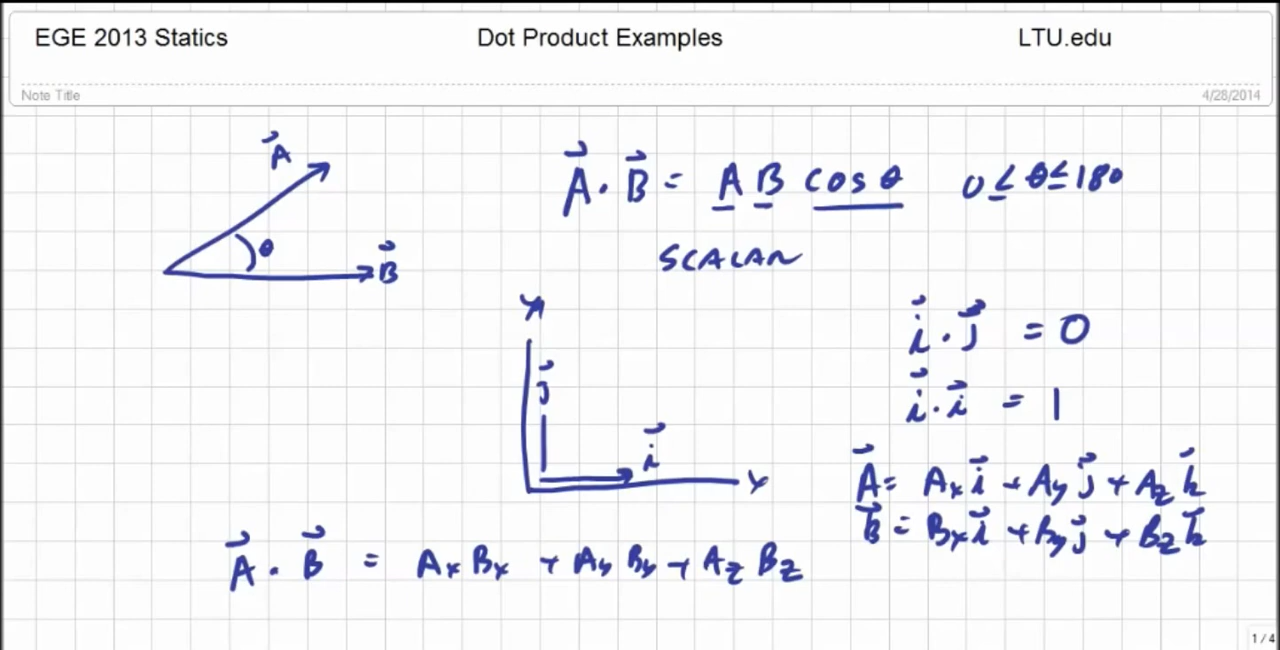 EGE 2013 Statics Dot Product Examples LTU.edu
Note Title 4/28/2014
A⃗
A⃗ · B⃗ = A B cos θ 0 ≤ θ ≤ 180
θ
B⃗
SCALAR
y
i⃗ · j⃗ = 0
j⃗
i⃗ · i⃗ = 1
i⃗
x
A⃗ = Ax i⃗ + Ay j⃗ + Az k⃗
B⃗ = Bx i⃗ + By j⃗ + Bz k⃗
A⃗ · B⃗ = Ax Bx + Ay By + Az Bz
1 / 4